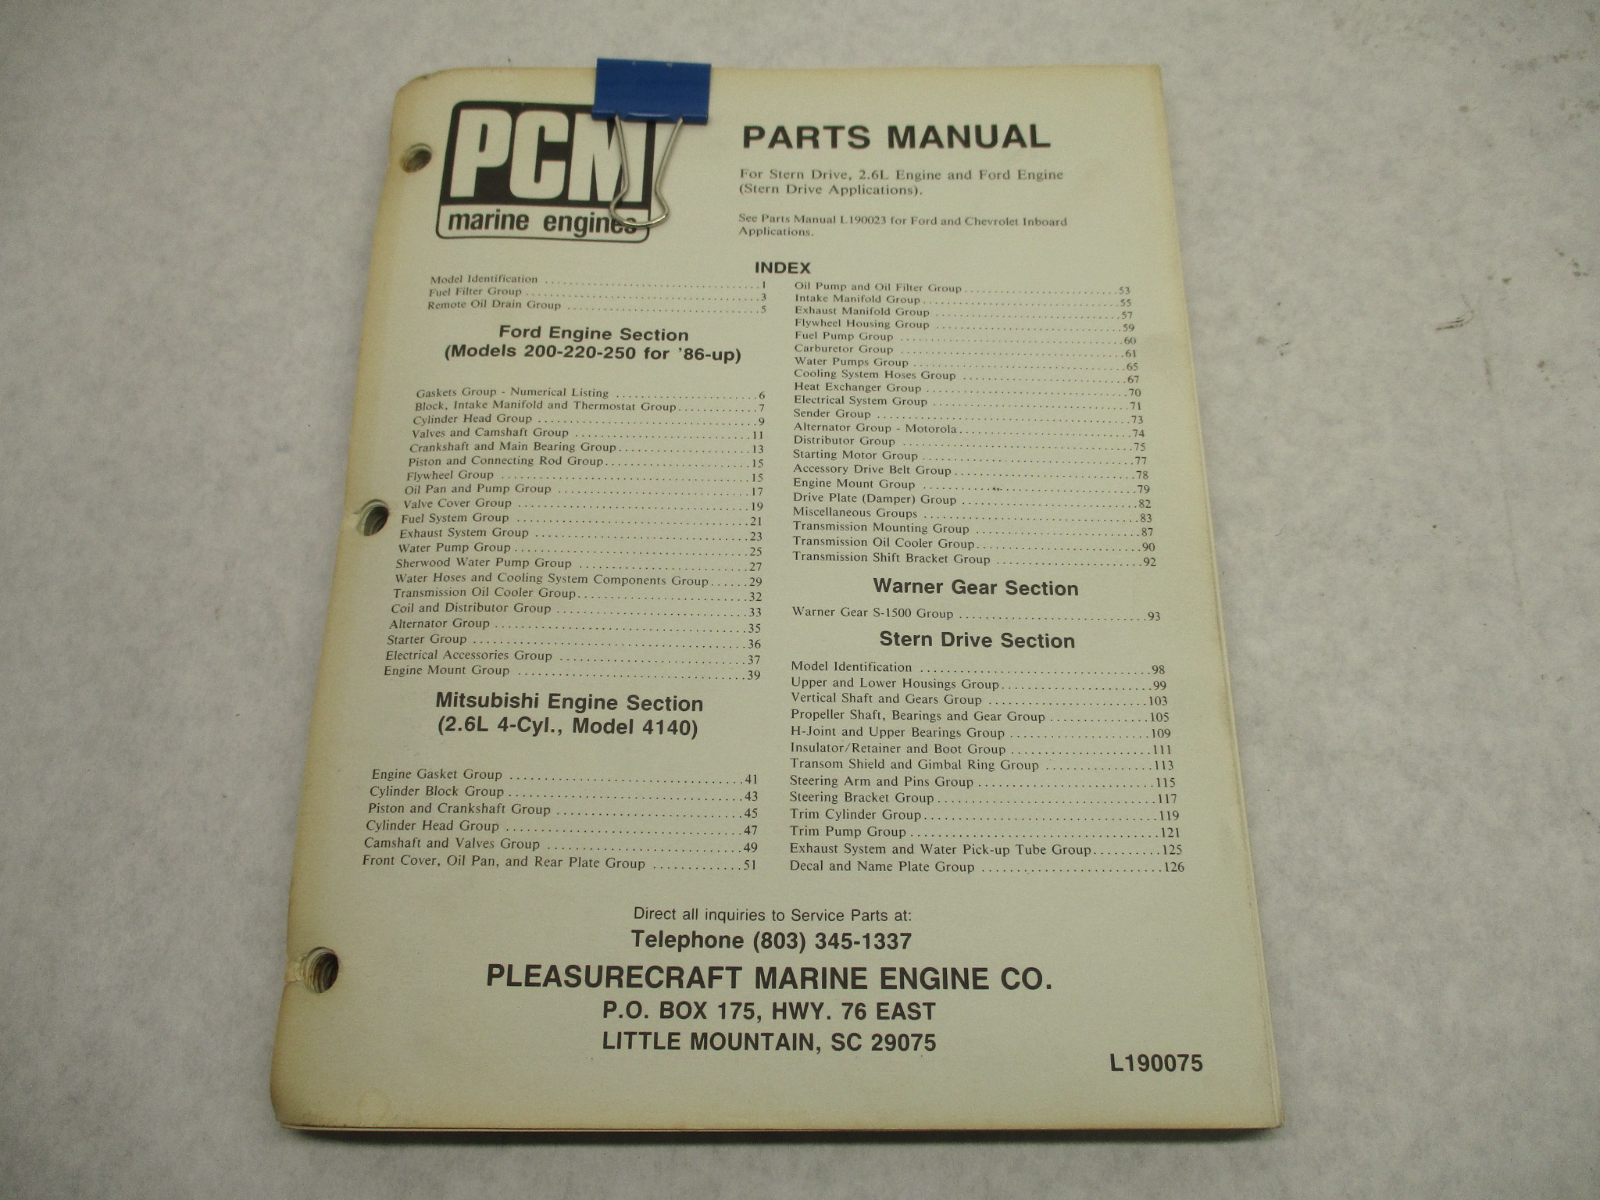 PCM
marine engines
PARTS MANUAL
For Stern Drive, 2.6L Engine and Ford Engine
(Stern Drive Applications).
See Parts Manual L190023 for Ford and Chevrolet Inboard
Applications.
INDEX
Model Identification ........ 1
Fuel Filter Group ........ 3
Remote Oil Drain Group ........ 5
Ford Engine Section
(Models 200-220-250 for '86-up)
Gaskets Group - Numerical Listing ........ 6
Block, Intake Manifold and Thermostat Group ........ 7
Cylinder Head Group ........ 9
Valves and Camshaft Group ........ 11
Crankshaft and Main Bearing Group ........ 13
Piston and Connecting Rod Group ........ 15
Flywheel Group ........ 15
Oil Pan and Pump Group ........ 17
Valve Cover Group ........ 19
Fuel System Group ........ 21
Exhaust System Group ........ 23
Water Pump Group ........ 25
Sherwood Water Pump Group ........ 27
Water Hoses and Cooling System Components Group ........ 29
Transmission Oil Cooler Group ........ 32
Coil and Distributor Group ........ 33
Alternator Group ........ 35
Starter Group ........ 36
Electrical Accessories Group ........ 37
Engine Mount Group ........ 39
Mitsubishi Engine Section
(2.6L 4-Cyl., Model 4140)
Engine Gasket Group ........ 41
Cylinder Block Group ........ 43
Piston and Crankshaft Group ........ 45
Cylinder Head Group ........ 47
Camshaft and Valves Group ........ 49
Front Cover, Oil Pan, and Rear Plate Group ........ 51
Oil Pump and Oil Filter Group ........ 53
Intake Manifold Group ........ 55
Exhaust Manifold Group ........ 57
Flywheel Housing Group ........ 59
Fuel Pump Group ........ 60
Carburetor Group ........ 61
Water Pumps Group ........ 65
Cooling System Hoses Group ........ 67
Heat Exchanger Group ........ 70
Electrical System Group ........ 71
Sender Group ........ 73
Alternator Group - Motorola ........ 74
Distributor Group ........ 75
Starting Motor Group ........ 77
Accessory Drive Belt Group ........ 78
Engine Mount Group ........ 79
Drive Plate (Damper) Group ........ 82
Miscellaneous Groups ........ 83
Transmission Mounting Group ........ 87
Transmission Oil Cooler Group ........ 90
Transmission Shift Bracket Group ........ 92
Warner Gear Section
Warner Gear S-1500 Group ........ 93
Stern Drive Section
Model Identification ........ 98
Upper and Lower Housings Group ........ 99
Vertical Shaft and Gears Group ........ 103
Propeller Shaft, Bearings and Gear Group ........ 105
H-Joint and Upper Bearings Group ........ 109
Insulator/Retainer and Boot Group ........ 111
Transom Shield and Gimbal Ring Group ........ 113
Steering Arm and Pins Group ........ 115
Steering Bracket Group ........ 117
Trim Cylinder Group ........ 119
Trim Pump Group ........ 121
Exhaust System and Water Pick-up Tube Group ........ 125
Decal and Name Plate Group ........ 126
Direct all inquiries to Service Parts at:
Telephone (803) 345-1337
PLEASURECRAFT MARINE ENGINE CO.
P.O. BOX 175, HWY. 76 EAST
LITTLE MOUNTAIN, SC 29075
L190075